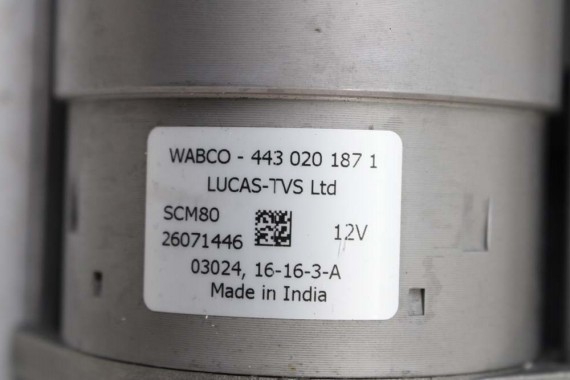 WABCO - 443 020 187 1
LUCAS-TVS Ltd
SCM80
26071446
12V
03024, 16-16-3-A
Made in India